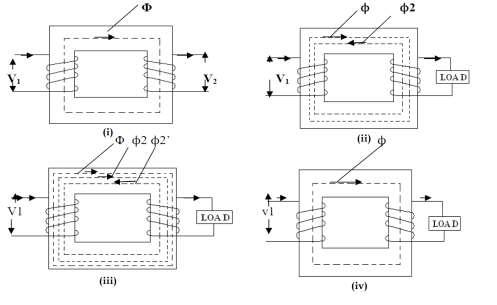 Φ
V₁
V₂
(i)
ϕ ϕ2
V₁
LOAD
(ii)
Φ ϕ2 ϕ2’
V1
LOAD
(iii)
ϕ
v1
LOAD
(iv)